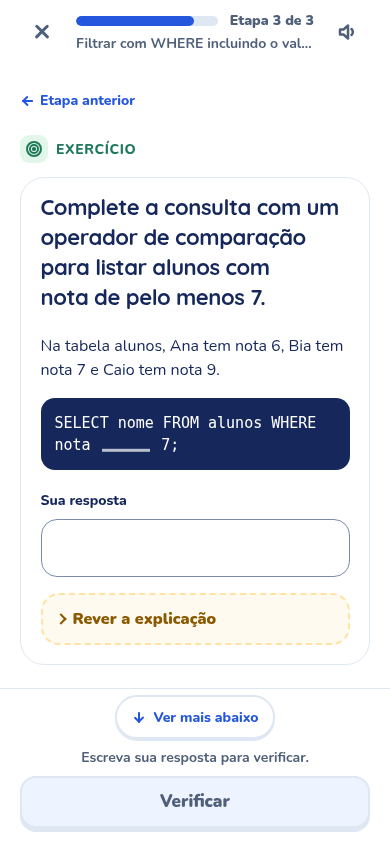 Etapa 3 de 3
Filtrar com WHERE incluindo o val...
Etapa anterior
EXERCÍCIO
Complete a consulta com um
operador de comparação
para listar alunos com
nota de pelo menos 7.
Na tabela alunos, Ana tem nota 6, Bia tem
nota 7 e Caio tem nota 9.
SELECT nome FROM alunos WHERE
nota _____ 7;
Sua resposta
Rever a explicação
Ver mais abaixo
Escreva sua resposta para verificar.
Verificar